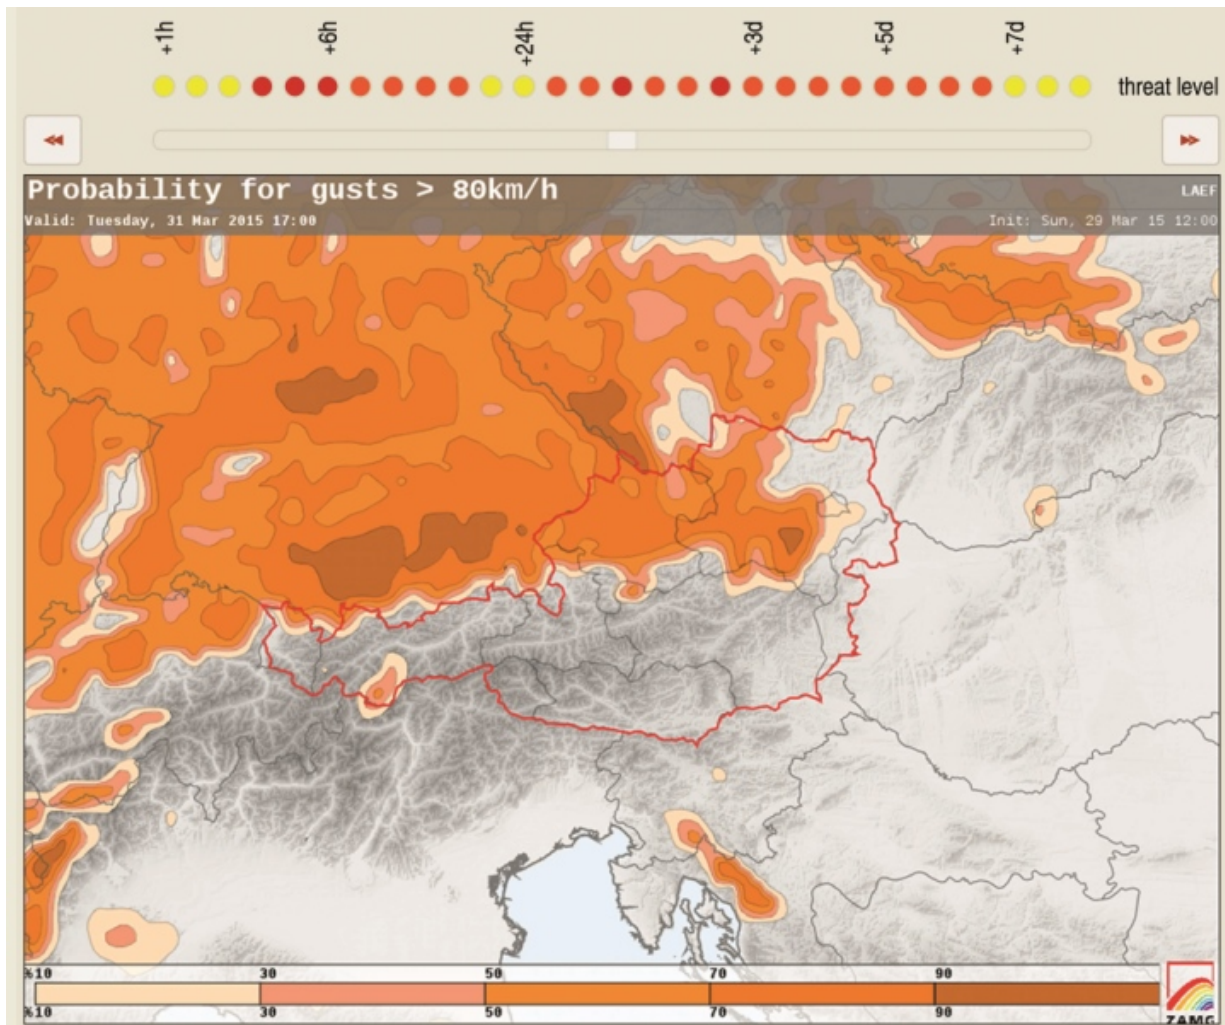 +1h +6h +24h +3d +5d +7d
threat level
Probability for gusts > 80km/h
LAEF
Valid: Tuesday, 31 Mar 2015 17:00
Init: Sun, 29 Mar 15 12:00
%10 30 50 70 90
%10 30 50 70 90
ZAMG